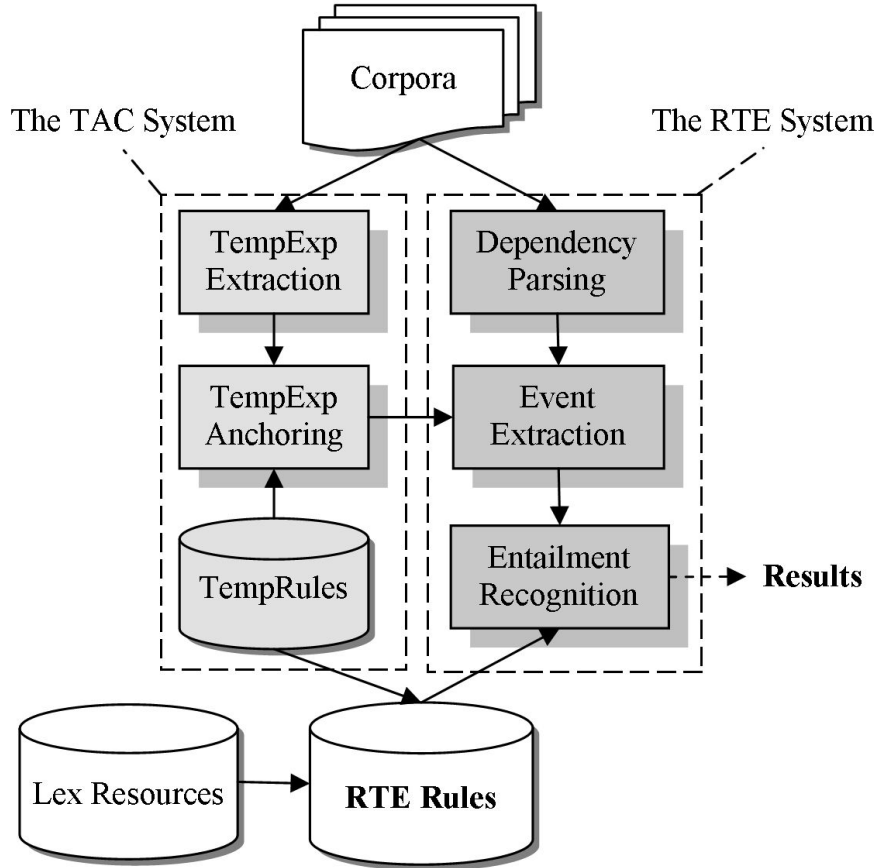 Corpora
The TAC System
The RTE System
TempExp
Extraction
Dependency
Parsing
TempExp
Anchoring
Event
Extraction
TempRules
Entailment
Recognition
Results
Lex Resources
RTE Rules